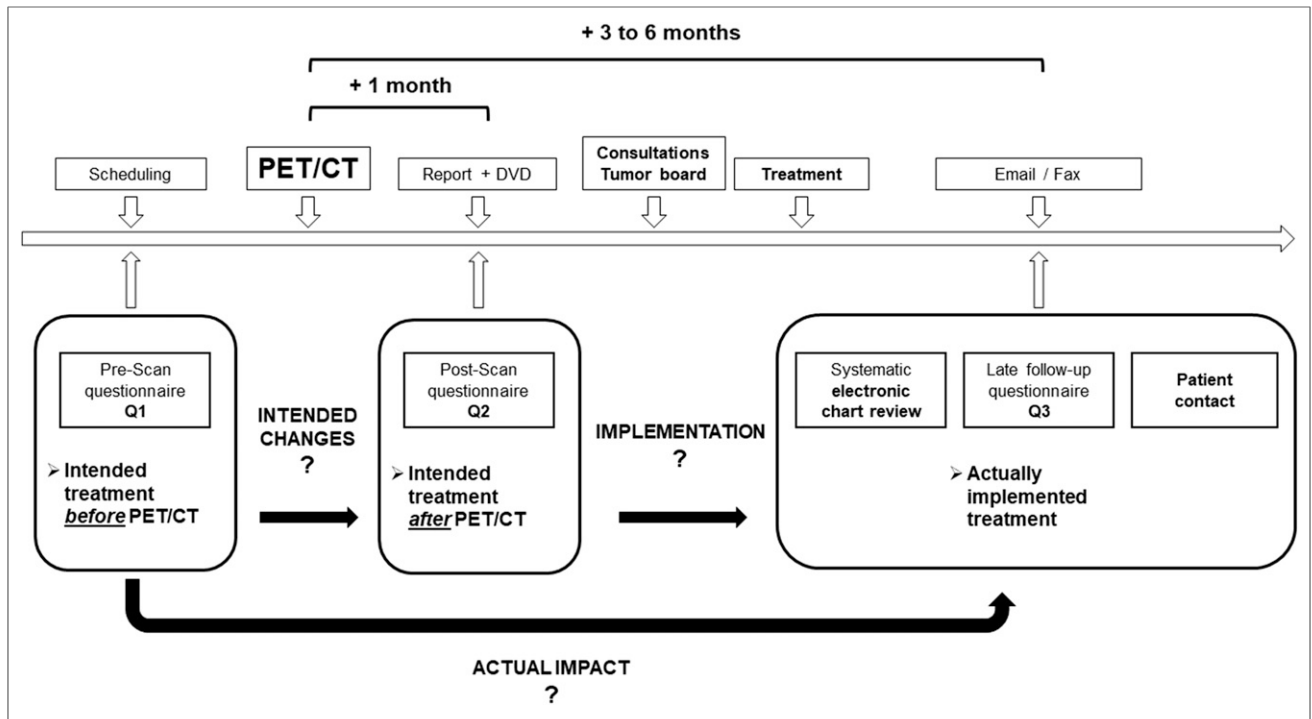 + 3 to 6 months
+ 1 month
Scheduling
PET/CT
Report + DVD
Consultations
Tumor board
Treatment
Email / Fax
Pre-Scan
questionnaire
Q1
➢ Intended
treatment
before PET/CT
INTENDED
CHANGES
?
Post-Scan
questionnaire
Q2
➢ Intended
treatment
after PET/CT
IMPLEMENTATION
?
Systematic
electronic
chart review
Late follow-up
questionnaire
Q3
Patient
contact
➢ Actually
implemented
treatment
ACTUAL IMPACT
?